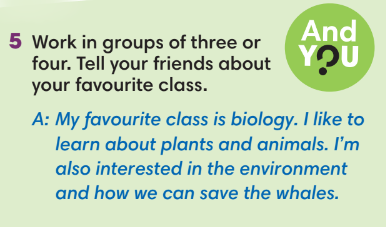 And
Y?U
5 Work in groups of three or
four. Tell your friends about
your favourite class.
A: My favourite class is biology. I like to
learn about plants and animals. I'm
also interested in the environment
and how we can save the whales.